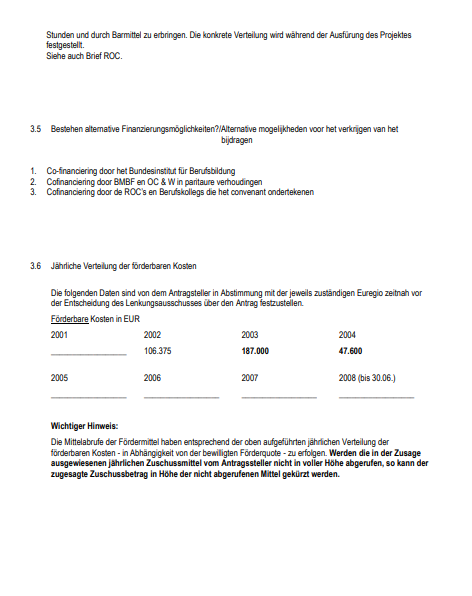 Stunden und durch Barmittel zu erbringen. Die konkrete Verteilung wird während der Ausfürung des Projektes
festgestellt.
Siehe auch Brief ROC.
3.5 Bestehen alternative Finanzierungsmöglichkeiten?/Alternative mogelijkheden voor het verkrijgen van het
bijdragen
1. Co-financiering door het Bundesinstitut für Berufsbildung
2. Cofinanciering door BMBF en OC & W in paritaure verhoudingen
3. Cofinanciering door de ROC's en Berufskollegs die het convenant ondertekenen
3.6 Jährliche Verteilung der förderbaren Kosten
Die folgenden Daten sind von dem Antragsteller in Abstimmung mit der jeweils zuständigen Euregio zeitnah vor
der Entscheidung des Lenkungsausschusses über den Antrag festzustellen.
Förderbare Kosten in EUR
2001 2002 2003 2004
106.375 187.000 47.600
2005 2006 2007 2008 (bis 30.06.)
Wichtiger Hinweis:
Die Mittelabrufe der Fördermittel haben entsprechend der oben aufgeführten jährlichen Verteilung der
förderbaren Kosten - in Abhängigkeit von der bewilligten Förderquote - zu erfolgen. Werden die in der Zusage
ausgewiesenen jährlichen Zuschussmittel vom Antragssteller nicht in voller Höhe abgerufen, so kann der
zugesagte Zuschussbetrag in Höhe der nicht abgerufenen Mittel gekürzt werden.